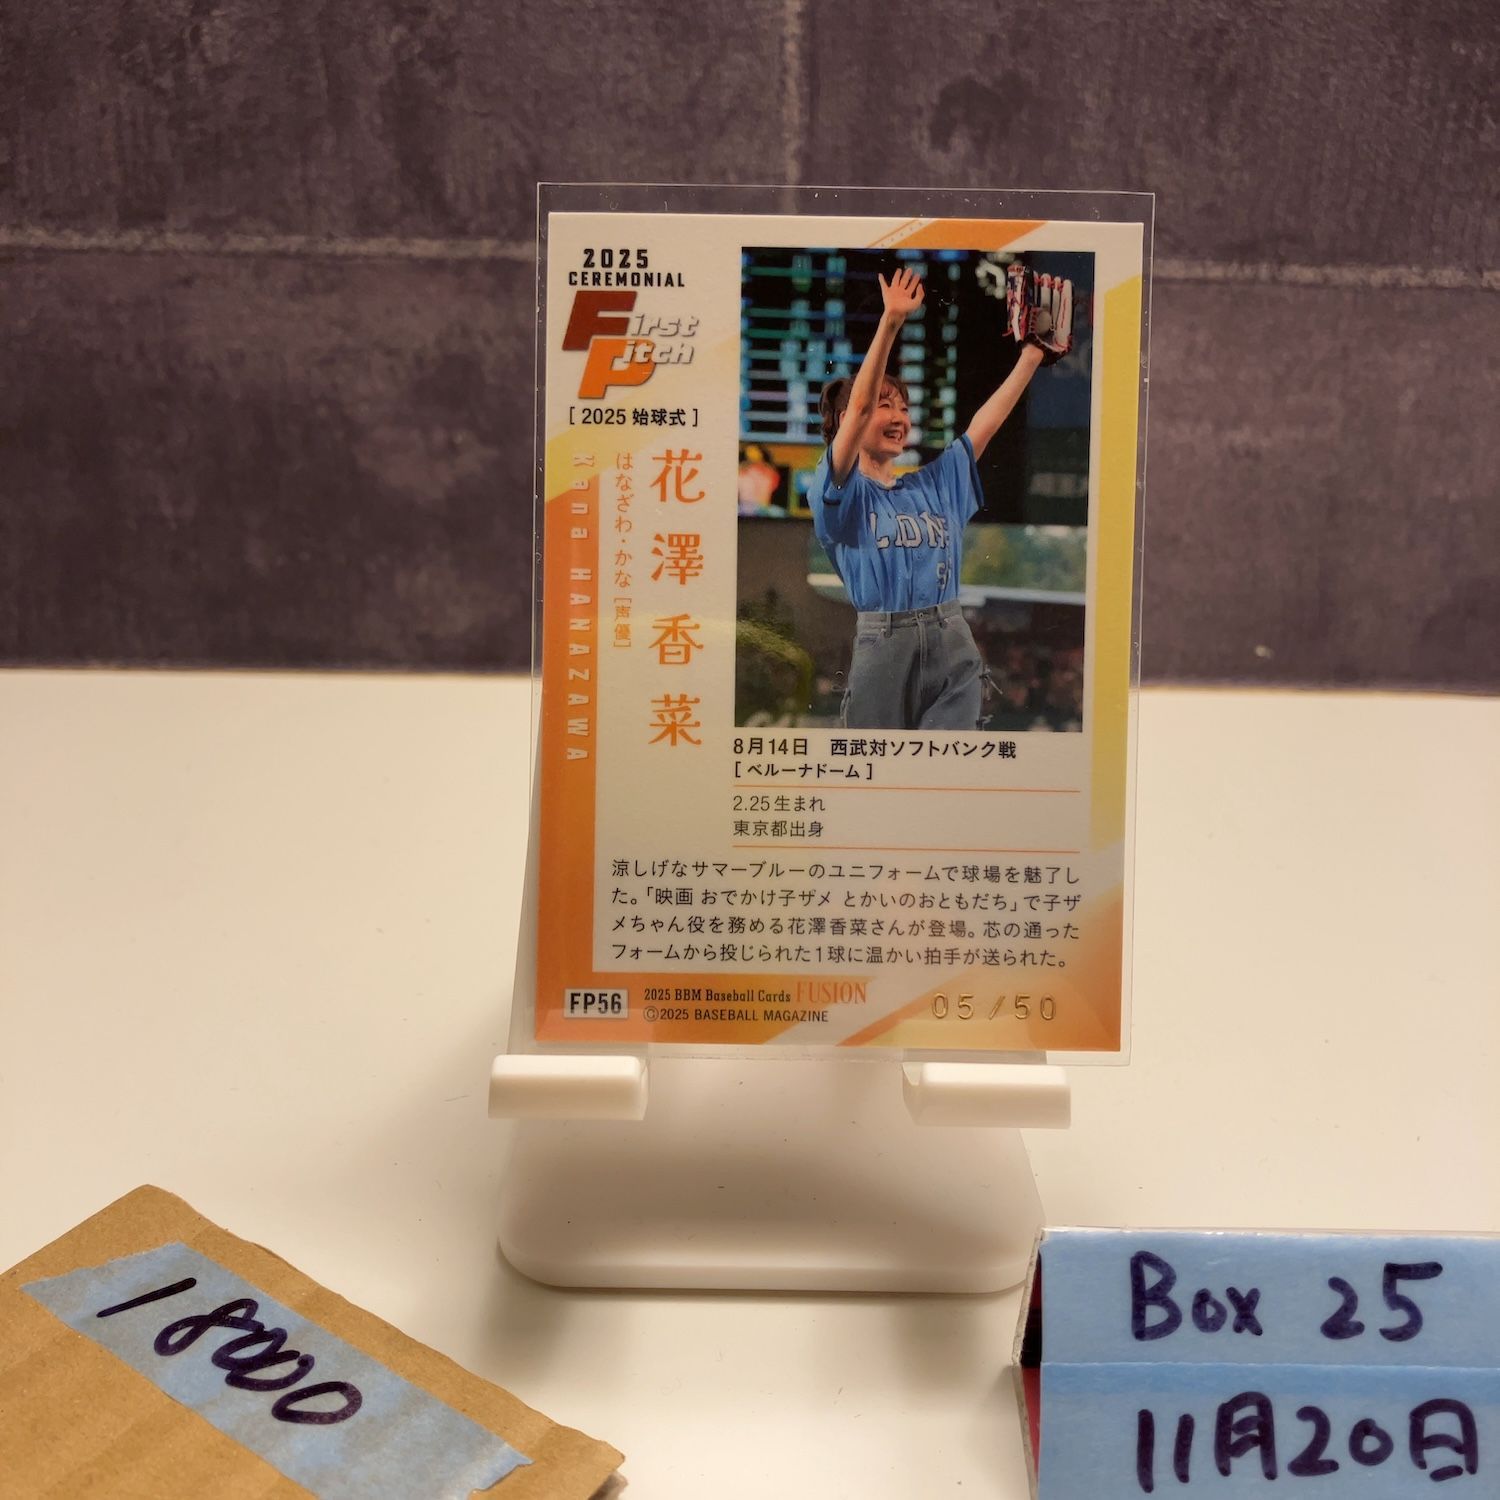 2025
CEREMONIAL
First
Pitch
[ 2025 始球式 ]
花澤香菜
はなざわ・かな [声優]
Kana HANAZAWA
LION
8月14日　西武対ソフトバンク戦
[ ベルーナドーム ]
2.25生まれ
東京都出身
涼しげなサマーブルーのユニフォームで球場を魅了し
た。「映画 おでかけ子ザメ とかいのおともだち」で子ザ
メちゃん役を務める花澤香菜さんが登場。芯の通った
フォームから投じられた1球に温かい拍手が送られた。
FP56
2025 BBM Baseball Cards FUSION
©2025 BASEBALL MAGAZINE
05/50
18000
Box 25
11月20日